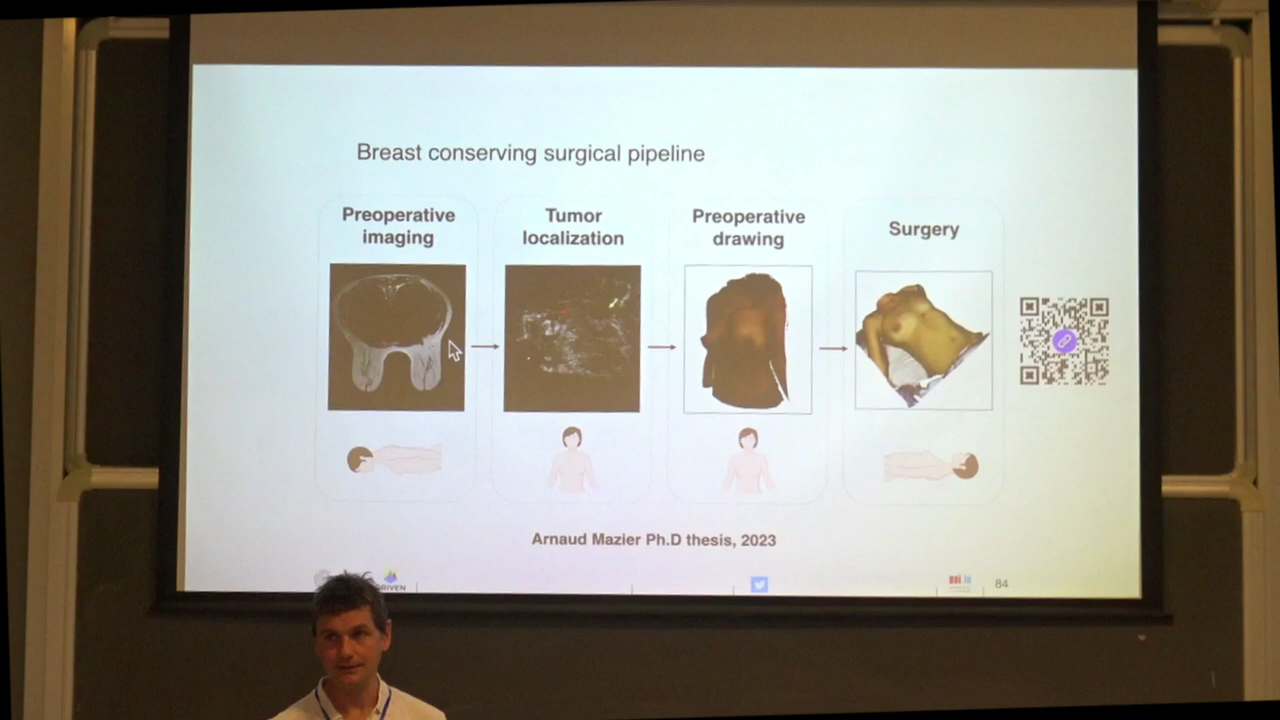 Breast conserving surgical pipeline
Preoperative
imaging
Tumor
localization
Preoperative
drawing
Surgery
Arnaud Mazier Ph.D thesis, 2023
84